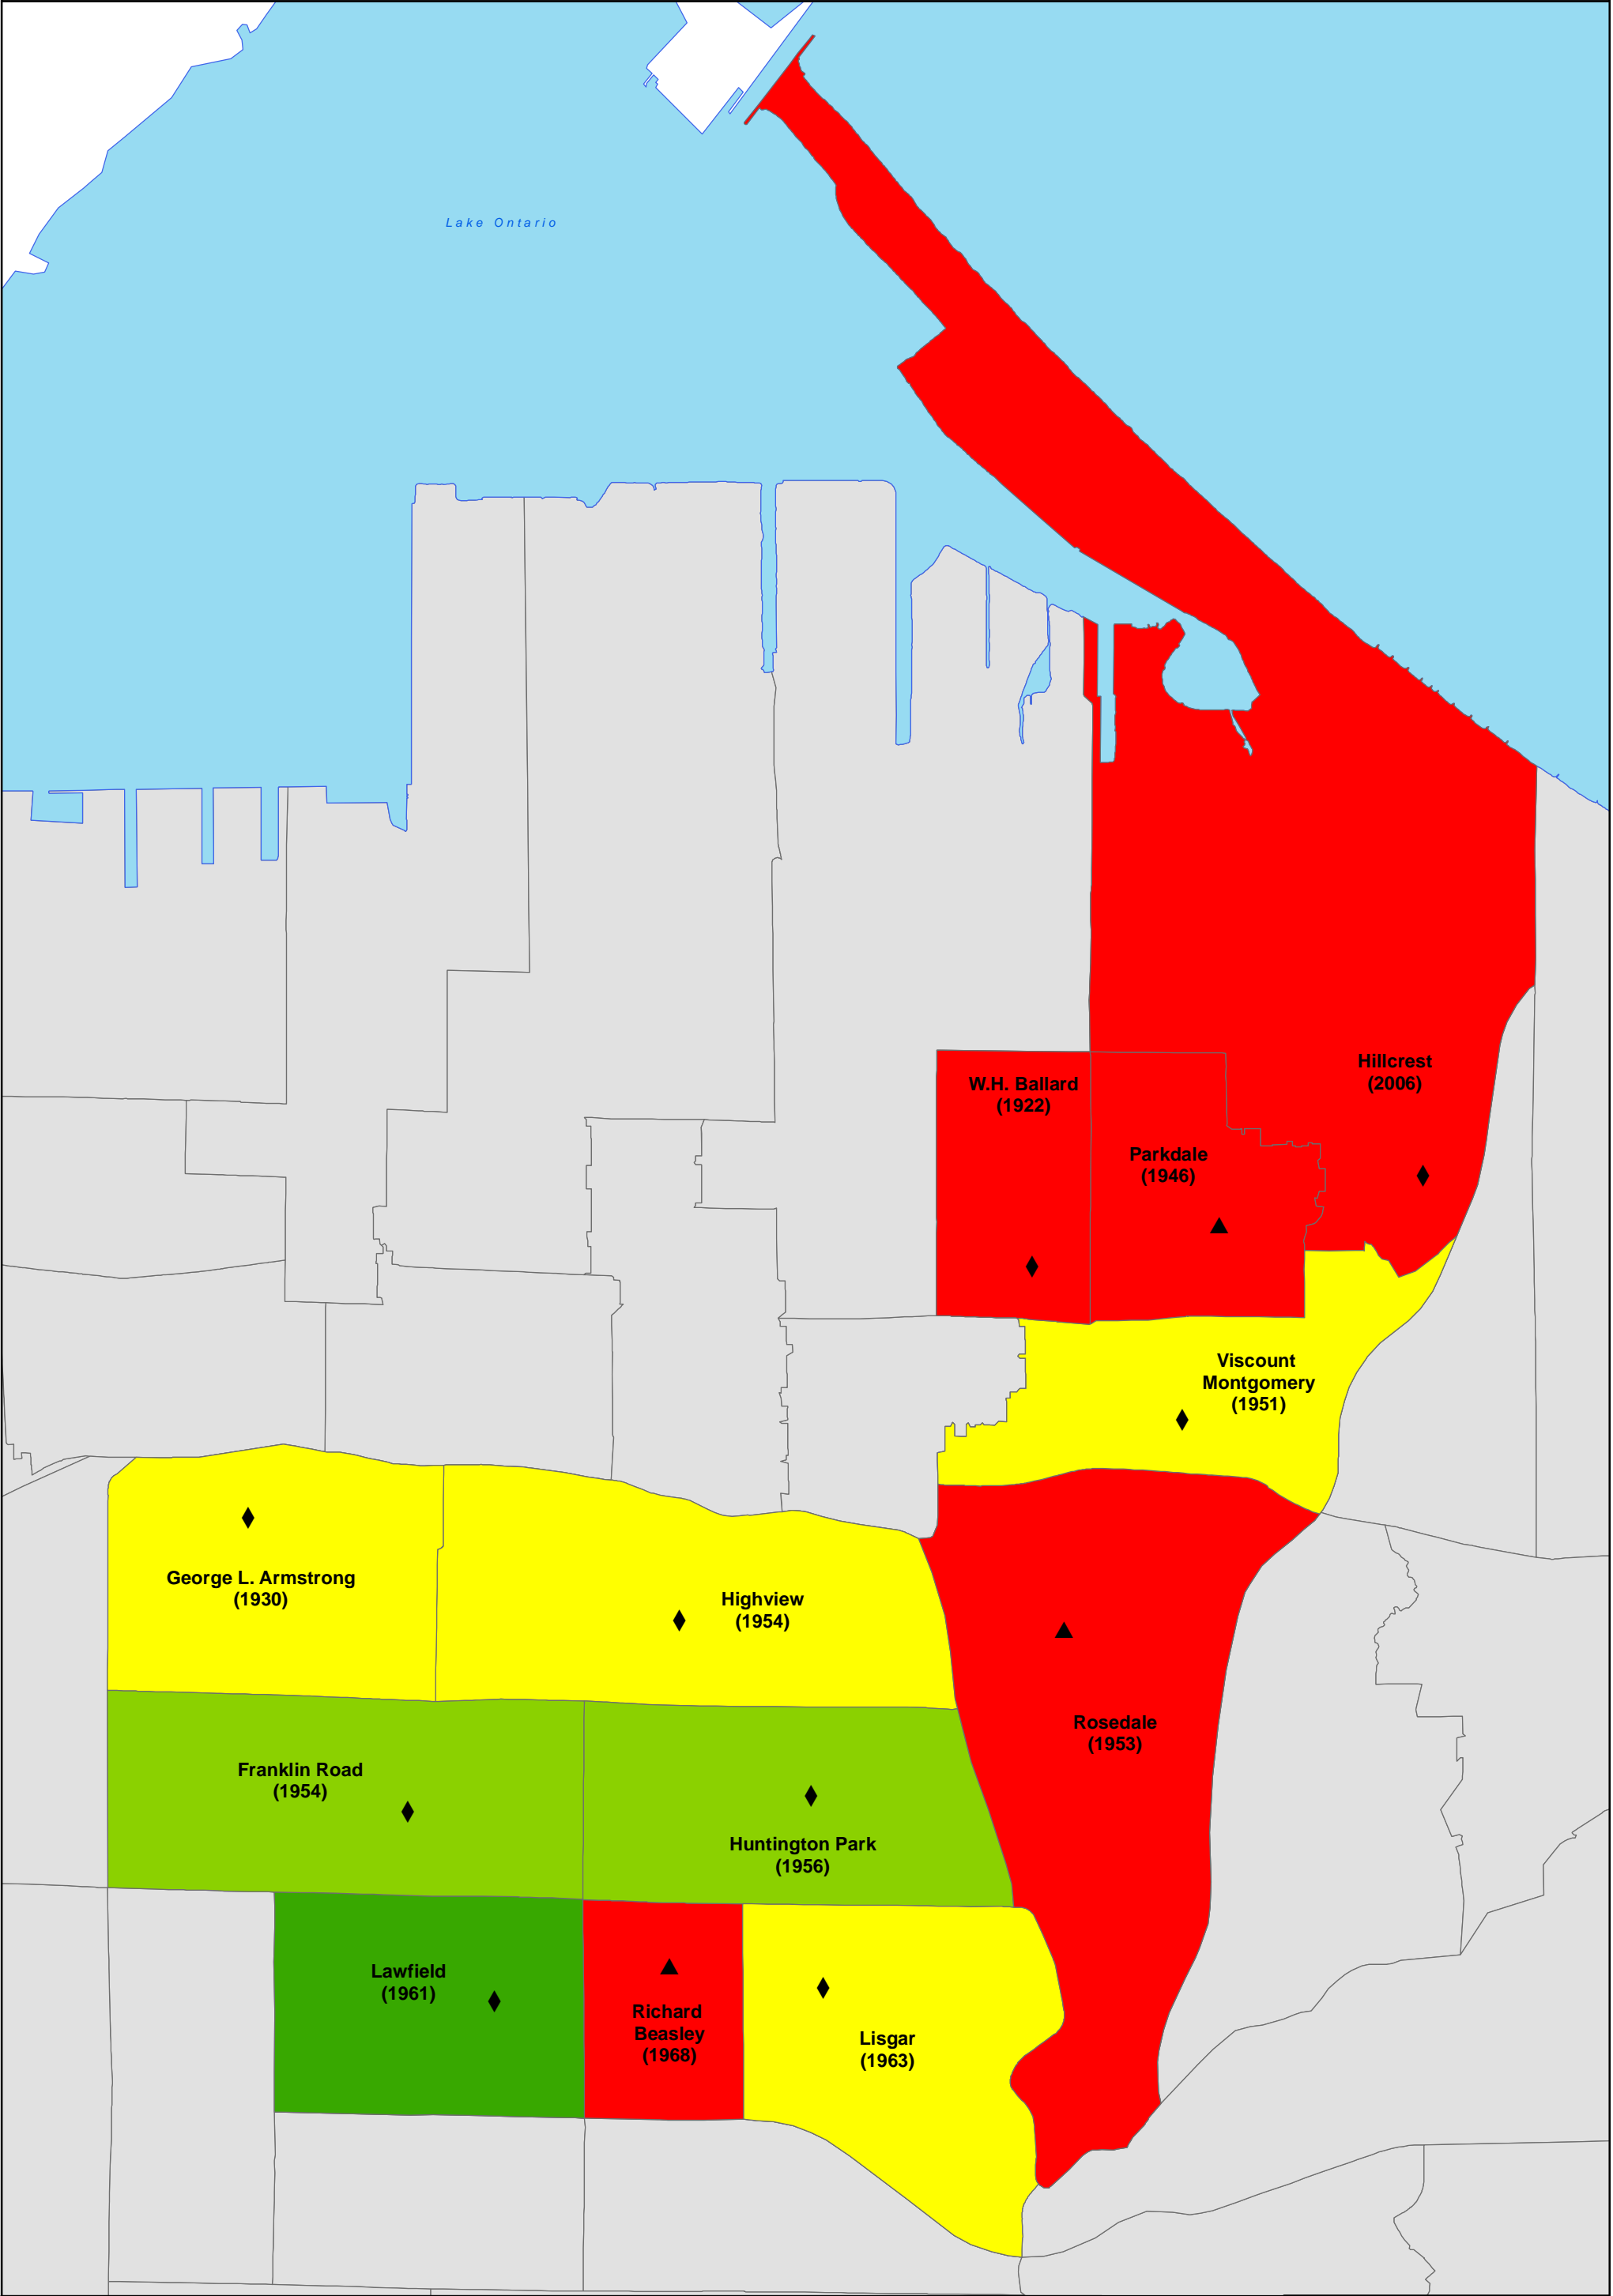 Lake Ontario
Hillcrest
(2006)
W.H. Ballard
(1922)
Parkdale
(1946)
Viscount
Montgomery
(1951)
George L. Armstrong
(1930)
Highview
(1954)
Rosedale
(1953)
Franklin Road
(1954)
Huntington Park
(1956)
Lawfield
(1961)
Richard
Beasley
(1968)
Lisgar
(1963)